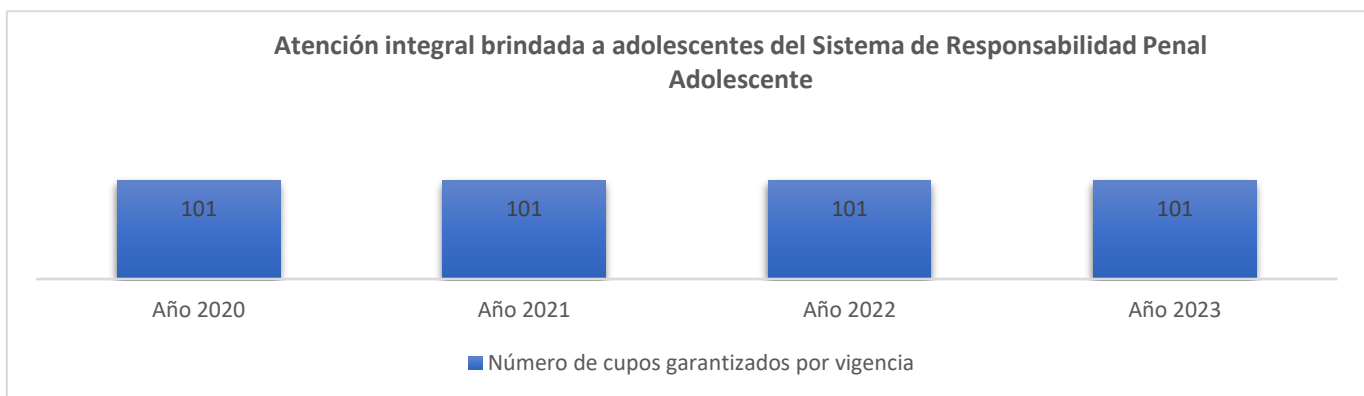 Atención integral brindada a adolescentes del Sistema de Responsabilidad Penal
Adolescente
101 101 101 101
Año 2020 Año 2021 Año 2022 Año 2023
Número de cupos garantizados por vigencia